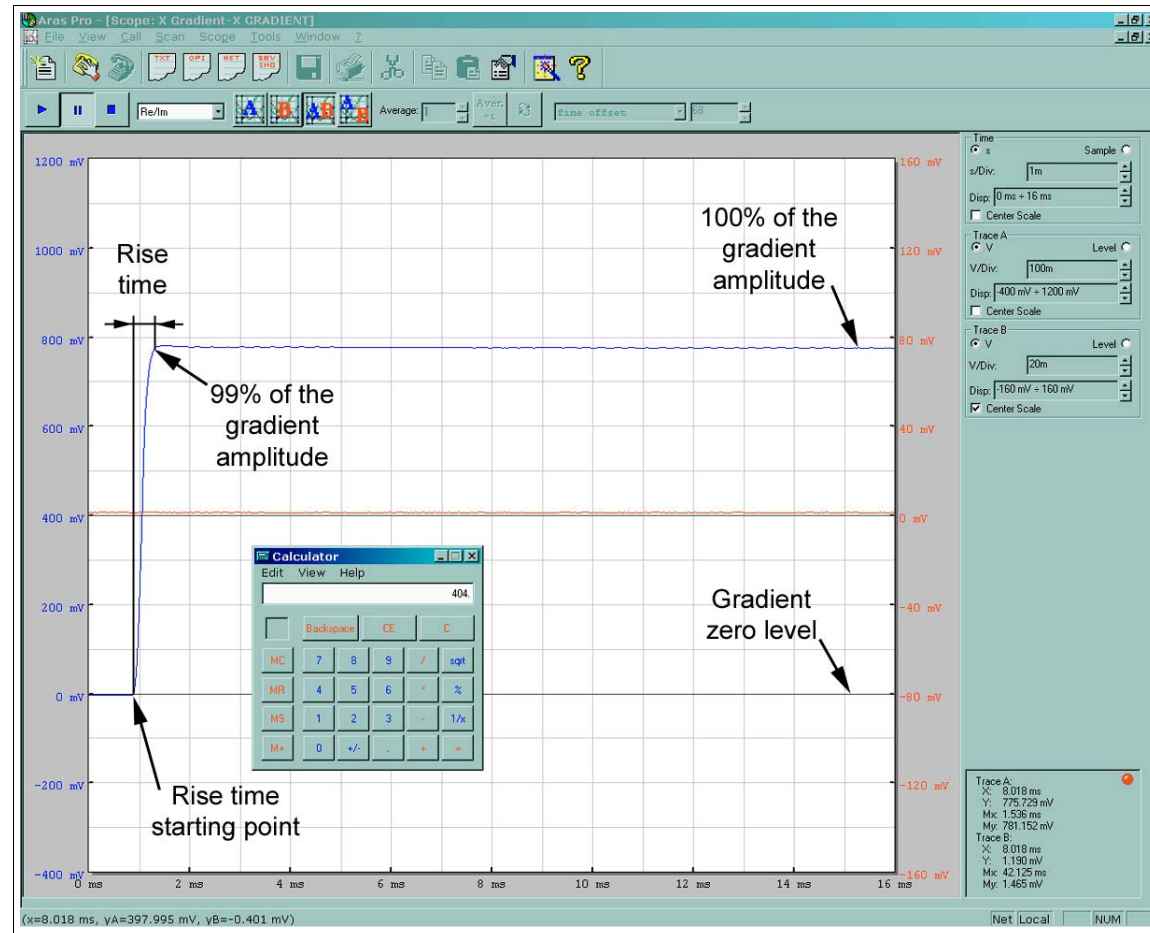 Aras Pro - [Scope: X Gradient-X GRADIENT]
File View Call Scan Scope Tools Window ?
TXT OPI MST SRV IMG
Re/Im A B AB AB Average: 1 Aver. =1 fine offset 68
1200 mV
1000 mV
800 mV
600 mV
400 mV
200 mV
0 mV
-200 mV
-400 mV
160 mV
120 mV
80 mV
40 mV
0 mV
-40 mV
-80 mV
-120 mV
-160 mV
0 ms 2 ms 4 ms 6 ms 8 ms 10 ms 12 ms 14 ms 16 ms
Rise
time
99% of the
gradient
amplitude
100% of the
gradient
amplitude
Gradient
zero level
Rise time
starting point
Calculator
Edit View Help
404.
Backspace CE C
MC 7 8 9 / sqrt
MR 4 5 6 * %
MS 1 2 3 - 1/x
M+ 0 +/- . + =
Time
s Sample
s/Div: 1m
Disp: 0 ms ÷ 16 ms
Center Scale
Trace A
V Level
V/Div: 100m
Disp: -400 mV ÷ 1200 mV
Center Scale
Trace B
V Level
V/Div: 20m
Disp: -160 mV ÷ 160 mV
Center Scale
Trace A:
X: 8.018 ms
Y: 775.729 mV
Mx: 1.536 ms
My: 781.152 mV
Trace B:
X: 8.018 ms
Y: 1.190 mV
Mx: 42.125 ms
My: 1.465 mV
(x=8.018 ms, yA=397.995 mV, yB=-0.401 mV)
Net Local NUM